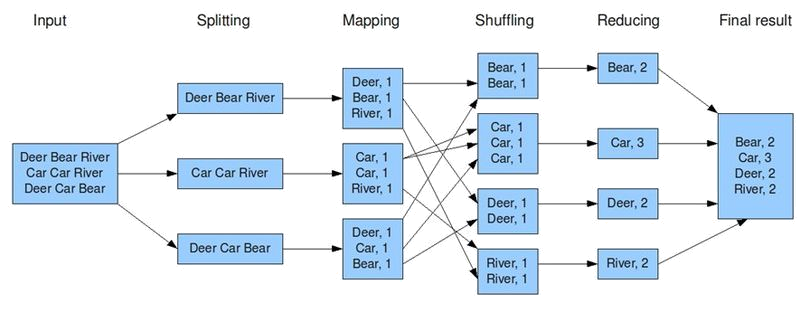 Input
Splitting
Mapping
Shuffling
Reducing
Final result
Deer Bear River
Car Car River
Deer Car Bear
Deer Bear River
Car Car River
Deer Car Bear
Deer, 1
Bear, 1
River, 1
Car, 1
Car, 1
River, 1
Deer, 1
Car, 1
Bear, 1
Bear, 1
Bear, 1
Car, 1
Car, 1
Car, 1
Deer, 1
Deer, 1
River, 1
River, 1
Bear, 2
Car, 3
Deer, 2
River, 2
Bear, 2
Car, 3
Deer, 2
River, 2